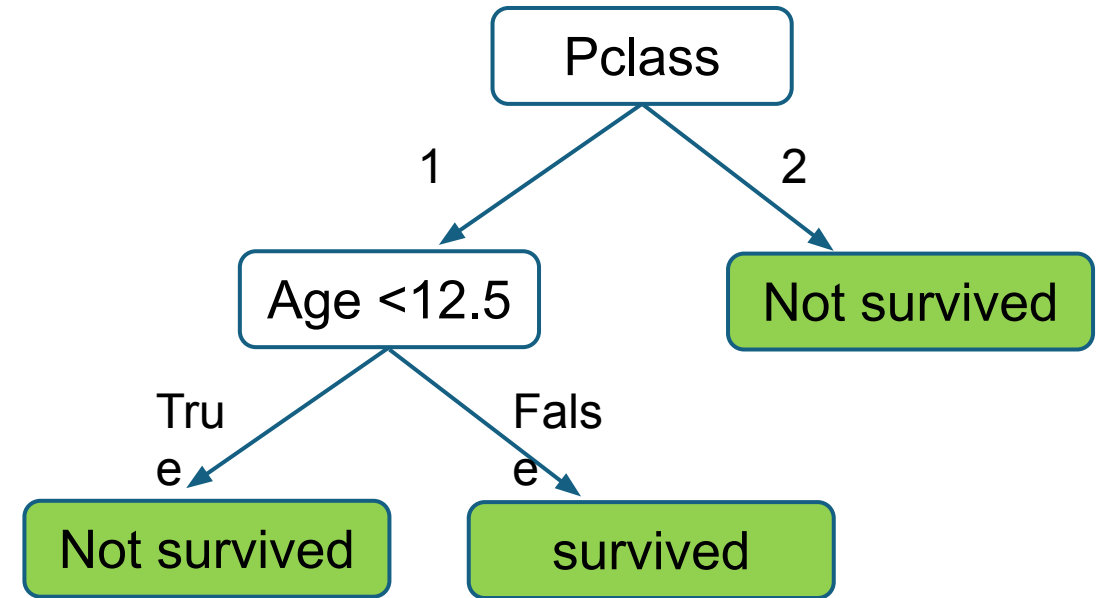 Pclass
1
2
Age <12.5
Not survived
Tru
e
Fals
e
Not survived
survived